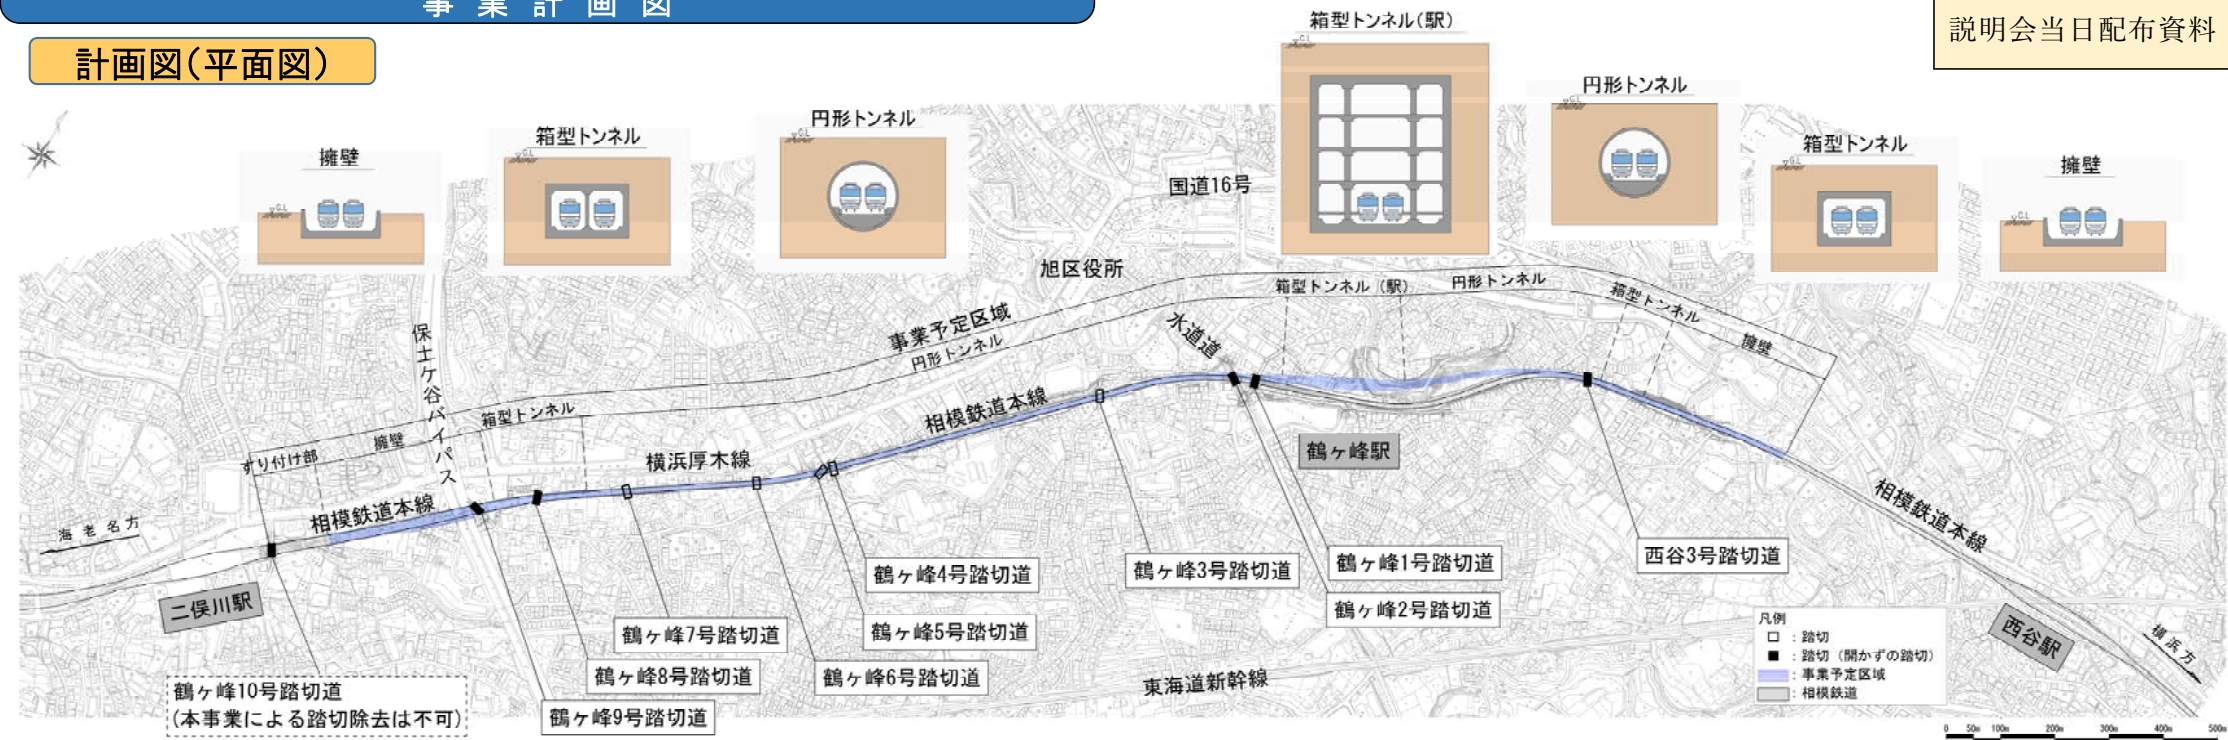 事業計画図
説明会当日配布資料
計画図(平面図)
擁壁
G.L
箱型トンネル
G.L
円形トンネル
G.L
箱型トンネル(駅)
G.L
円形トンネル
G.L
箱型トンネル
G.L
擁壁
G.L
国道16号
旭区役所
水道道
保土ケ谷バイパス
事業予定区域
すり付け部
擁壁
箱型トンネル
円形トンネル
箱型トンネル(駅)
円形トンネル
箱型トンネル
擁壁
海老名方
相模鉄道本線
横浜厚木線
相模鉄道本線
相模鉄道本線
横浜方
二俣川駅
鶴ヶ峰駅
西谷駅
東海道新幹線
鶴ヶ峰10号踏切道
(本事業による踏切除去は不可)
鶴ヶ峰9号踏切道
鶴ヶ峰8号踏切道
鶴ヶ峰7号踏切道
鶴ヶ峰6号踏切道
鶴ヶ峰5号踏切道
鶴ヶ峰4号踏切道
鶴ヶ峰3号踏切道
鶴ヶ峰2号踏切道
鶴ヶ峰1号踏切道
西谷3号踏切道
凡例
:踏切
:踏切(開かずの踏切)
:事業予定区域
:相模鉄道
0 50m 100m 200m 300m 400m 500m